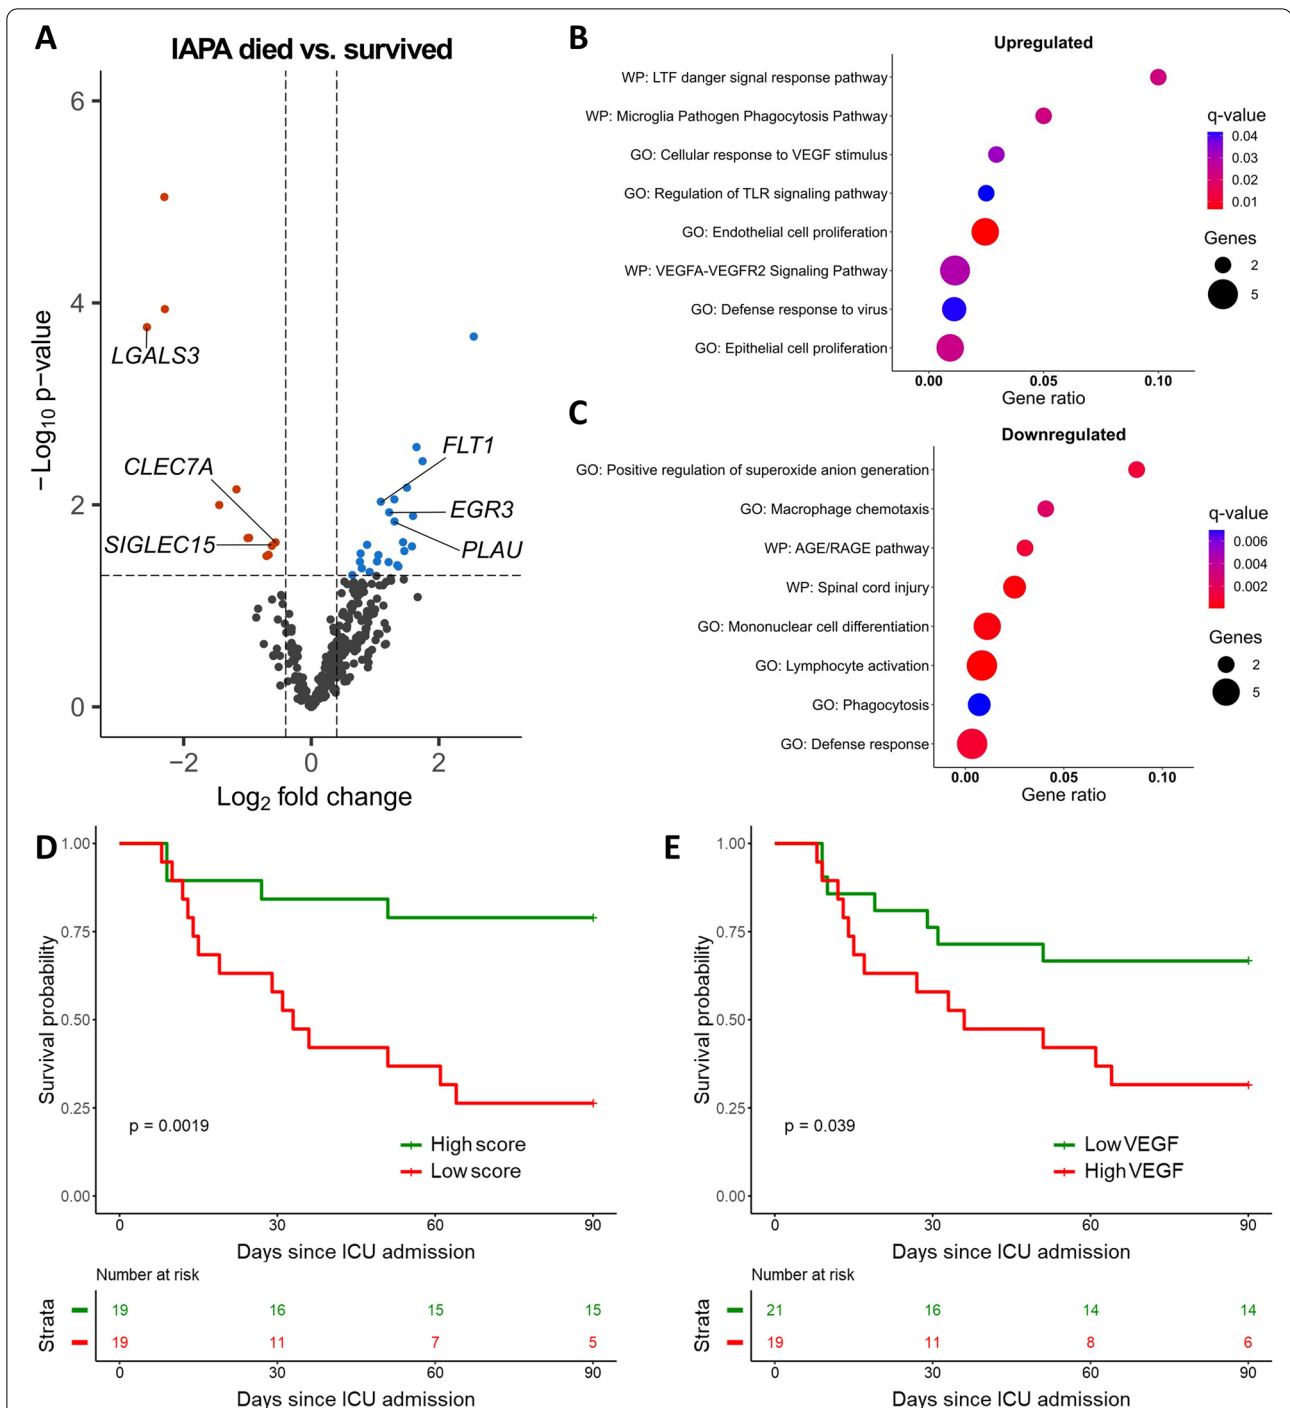 A
IAPA died vs. survived
−Log10 p−value
6
4
2
0
LGALS3
CLEC7A
SIGLEC15
FLT1
EGR3
PLAU
−2
0
2
Log2 fold change
B
Upregulated
WP: LTF danger signal response pathway
WP: Microglia Pathogen Phagocytosis Pathway
GO: Cellular response to VEGF stimulus
GO: Regulation of TLR signaling pathway
GO: Endothelial cell proliferation
WP: VEGFA-VEGFR2 Signaling Pathway
GO: Defense response to virus
GO: Epithelial cell proliferation
0.00 0.05 0.10
Gene ratio
q-value
0.04
0.03
0.02
0.01
Genes
2
5
C
Downregulated
GO: Positive regulation of superoxide anion generation
GO: Macrophage chemotaxis
WP: AGE/RAGE pathway
WP: Spinal cord injury
GO: Mononuclear cell differentiation
GO: Lymphocyte activation
GO: Phagocytosis
GO: Defense response
0.00 0.05 0.10
Gene ratio
q-value
0.006
0.004
0.002
Genes
2
5
D
Survival probability
1.00
0.75
0.50
0.25
0.00
p = 0.0019
High score
Low score
0 30 60 90
Days since ICU admission
Number at risk
Strata
19 16 15 15
19 11 7 5
0 30 60 90
Days since ICU admission
E
Survival probability
1.00
0.75
0.50
0.25
0.00
p = 0.039
Low VEGF
High VEGF
0 30 60 90
Days since ICU admission
Number at risk
Strata
21 16 14 14
19 11 8 6
0 30 60 90
Days since ICU admission